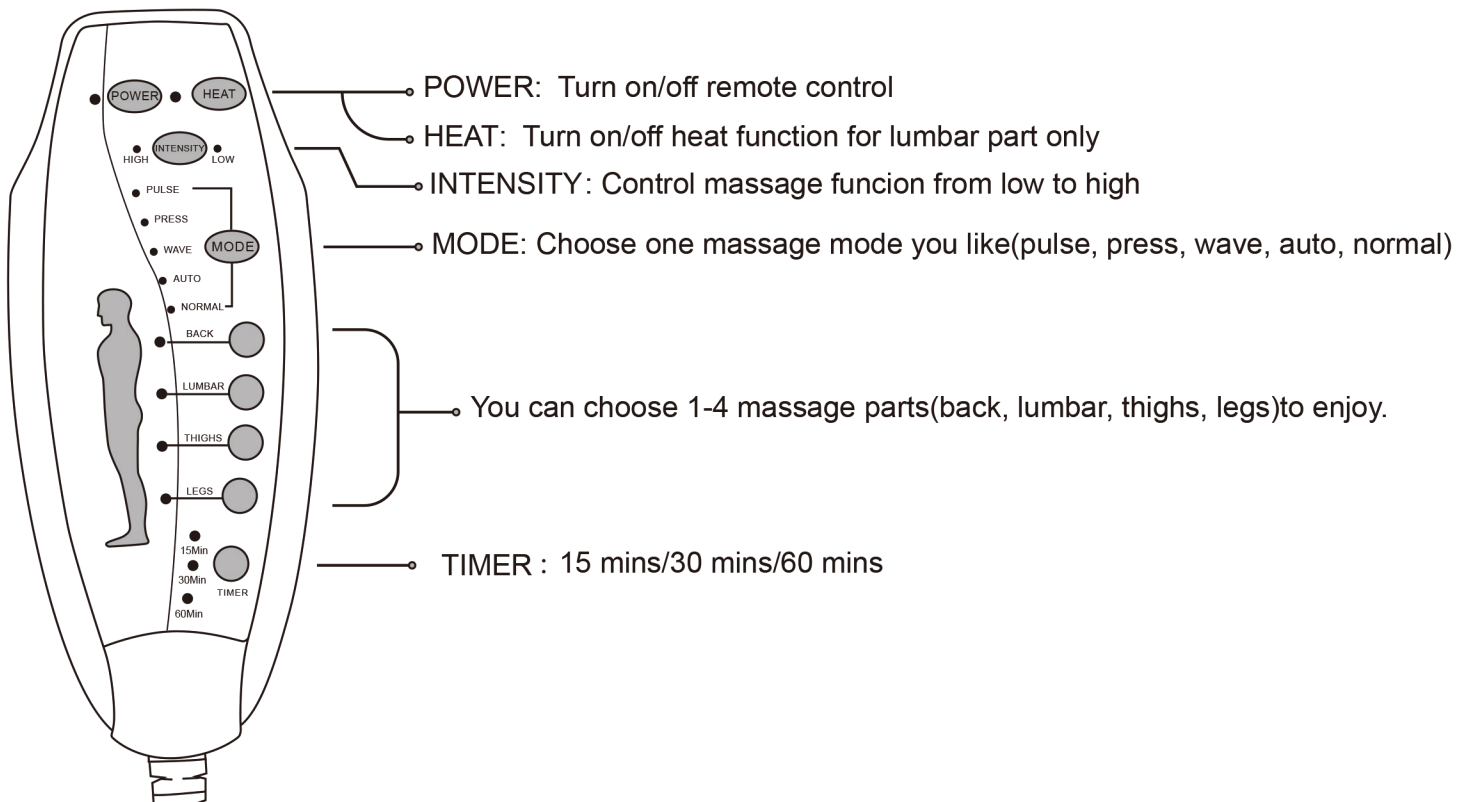 POWER
HEAT
INTENSITY
HIGH
LOW
PULSE
PRESS
WAVE
MODE
AUTO
NORMAL
BACK
LUMBAR
THIGHS
LEGS
15Min
30Min
TIMER
60Min
POWER: Turn on/off remote control
HEAT: Turn on/off heat function for lumbar part only
INTENSITY: Control massage funcion from low to high
MODE: Choose one massage mode you like(pulse, press, wave, auto, normal)
You can choose 1-4 massage parts(back, lumbar, thighs, legs)to enjoy.
TIMER : 15 mins/30 mins/60 mins